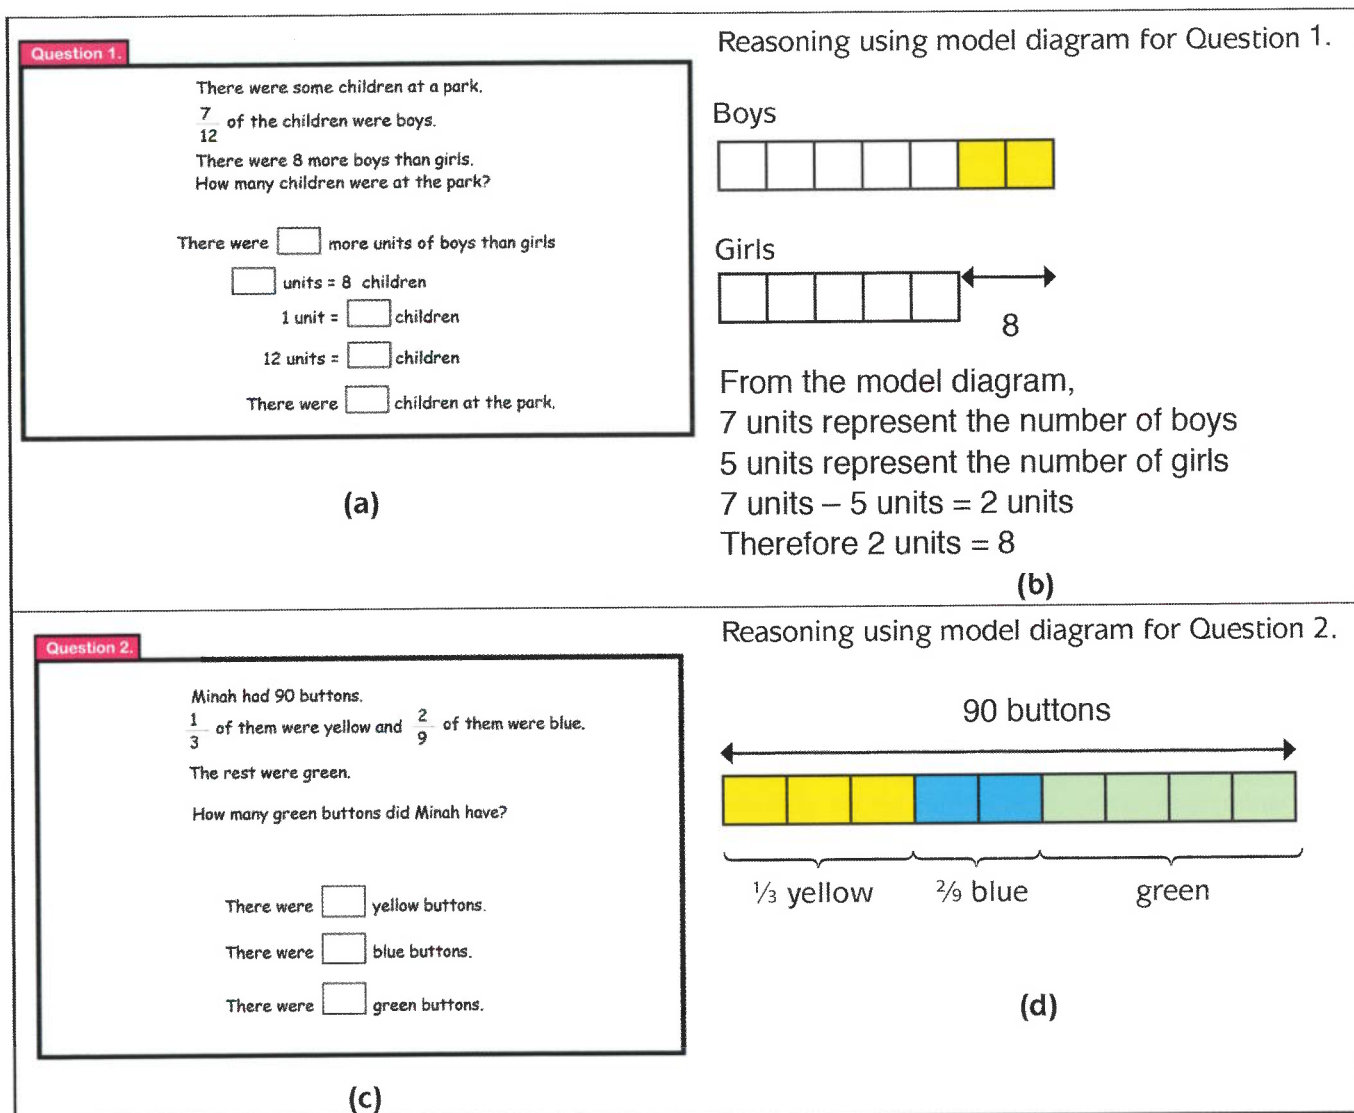 Question 1.
There were some children at a park.
7/12 of the children were boys.
There were 8 more boys than girls.
How many children were at the park?
There were more units of boys than girls
units = 8 children
1 unit = children
12 units = children
There were children at the park.
(a)
Reasoning using model diagram for Question 1.
Boys
Girls
8
From the model diagram,
7 units represent the number of boys
5 units represent the number of girls
7 units – 5 units = 2 units
Therefore 2 units = 8
(b)
Question 2.
Minah had 90 buttons.
1/3 of them were yellow and 2/9 of them were blue.
The rest were green.
How many green buttons did Minah have?
There were yellow buttons.
There were blue buttons.
There were green buttons.
(c)
Reasoning using model diagram for Question 2.
90 buttons
⅓ yellow 2⁄9 blue green
(d)